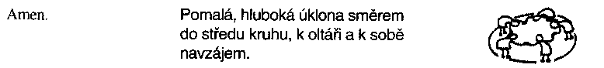 Amen.
Pomalá, hluboká úklona směrem
do středu kruhu, k oltáři a k sobě
navzájem.